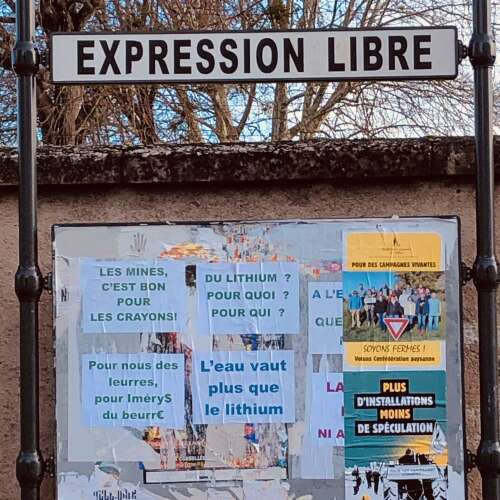 EXPRESSION LIBRE
LES MINES,
C'EST BON
POUR
LES CRAYONS!
DU LITHIUM ?
POUR QUOI ?
POUR QUI ?
A L'E
QUE
Pour nous des
leurres,
pour Iméry$
du beurr€
L'eau vaut
plus que
le lithium
LA
NI A
POUR DES CAMPAGNES VIVANTES
SOYONS FERMES !
Votons Confédération paysanne
PLUS
D'INSTALLATIONS
MOINS
DE SPÉCULATION